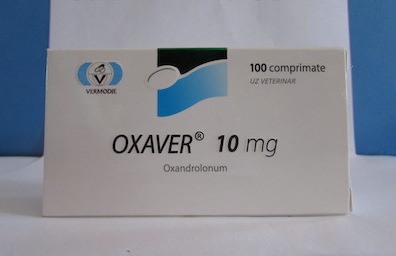 100 comprimate
UZ VETERINAR
VERMODJE
OXAVER® 10 mg
Oxandrolonum